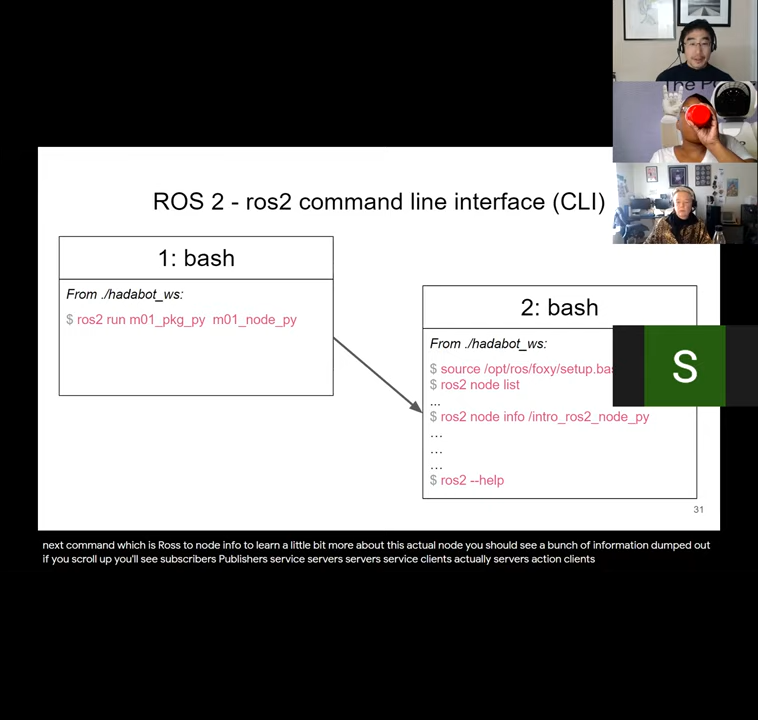 The P
ROS 2 - ros2 command line interface (CLI)
1: bash
From ./hadabot_ws:
$ ros2 run m01_pkg_py m01_node_py
2: bash
From ./hadabot_ws:
$ source /opt/ros/foxy/setup.bas
$ ros2 node list
...
$ ros2 node info /intro_ros2_node_py
...
...
...
$ ros2 --help
S
31
next command which is Ross to node info to learn a little bit more about this actual node you should see a bunch of information dumped out
if you scroll up you'll see subscribers Publishers service servers servers service clients actually servers action clients